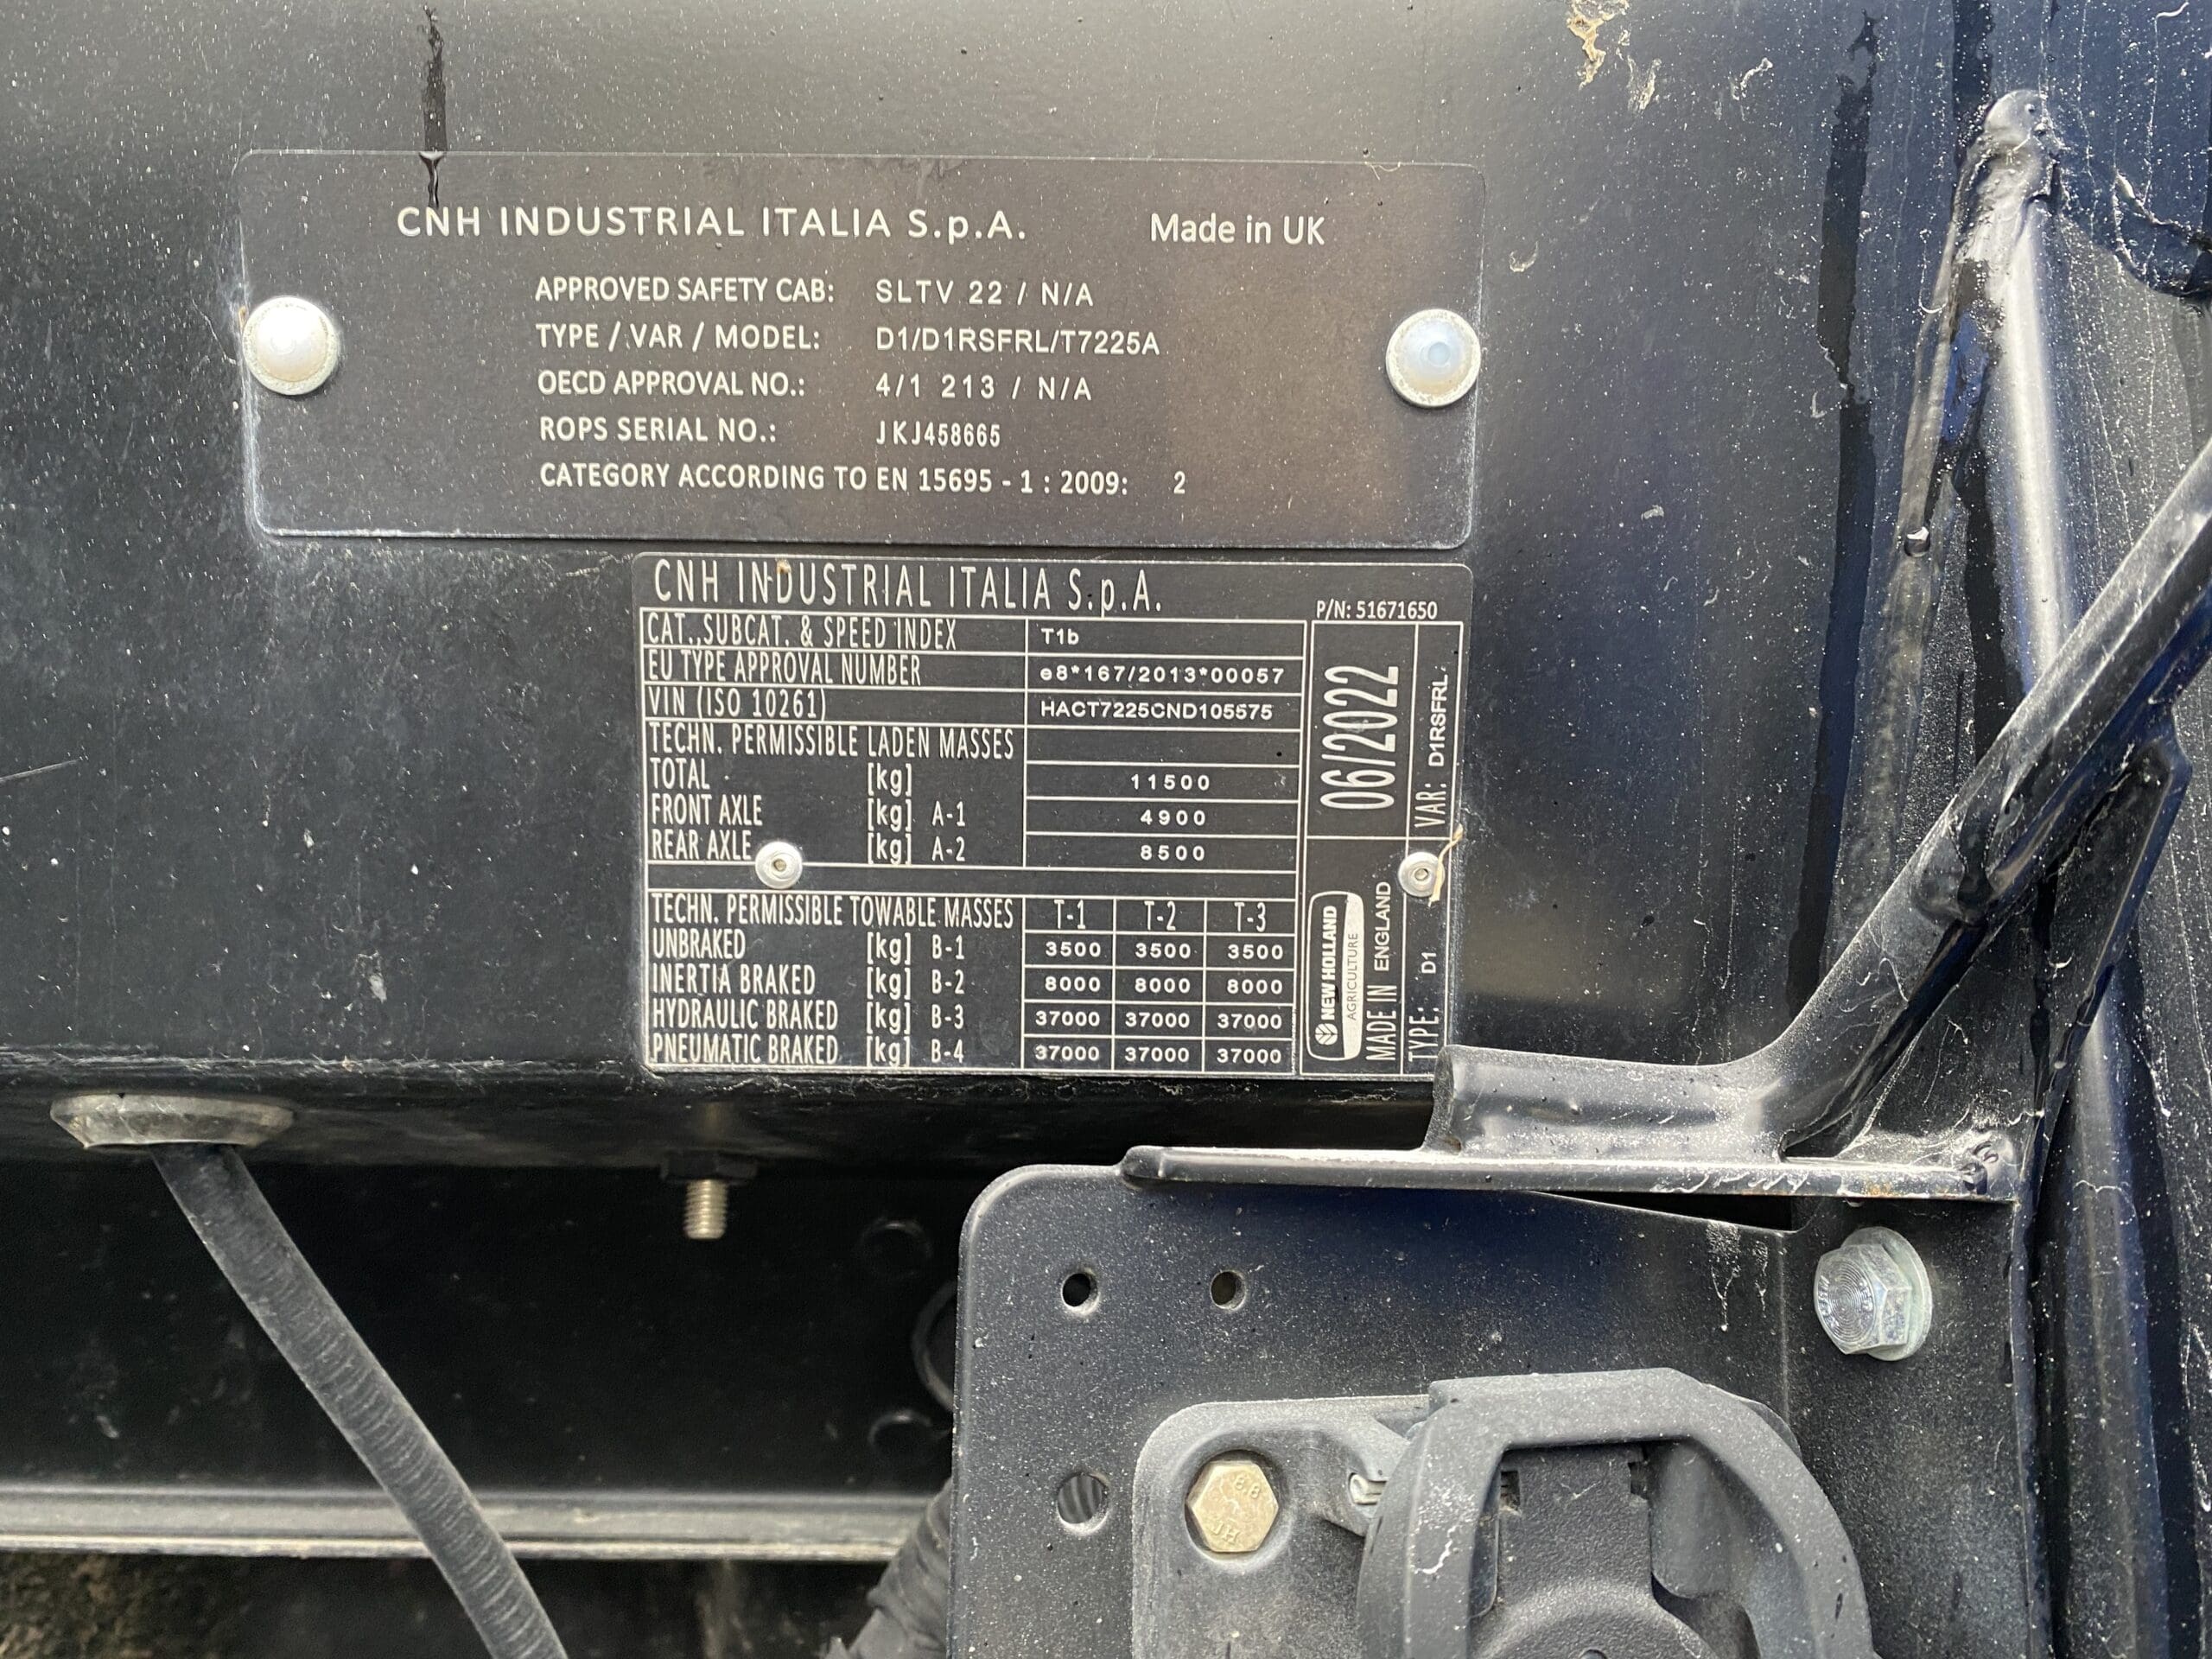 CNH INDUSTRIAL ITALIA S.p.A. Made in UK
APPROVED SAFETY CAB: SLTV 22 / N/A
TYPE / VAR / MODEL: D1/D1RSFRL/T7225A
OECD APPROVAL NO.: 4/1 213 / N/A
ROPS SERIAL NO.: JKJ458665
CATEGORY ACCORDING TO EN 15695 - 1 : 2009: 2
CNH INDUSTRIAL ITALIA S.p.A.
P/N: 51671650
CAT., SUBCAT. & SPEED INDEX T1b
EU TYPE APPROVAL NUMBER e8*167/2013*00057
VIN (ISO 10261) HACT7225CND105575
TECHN. PERMISSIBLE LADEN MASSES
TOTAL [kg] 11500
FRONT AXLE [kg] A-1 4900
REAR AXLE [kg] A-2 8500
TECHN. PERMISSIBLE TOWABLE MASSES T-1 T-2 T-3
UNBRAKED [kg] B-1 3500 3500 3500
INERTIA BRAKED [kg] B-2 8000 8000 8000
HYDRAULIC BRAKED [kg] B-3 37000 37000 37000
PNEUMATIC BRAKED [kg] B-4 37000 37000 37000
06/2022
NEW HOLLAND
AGRICULTURE
MADE IN ENGLAND
TYPE: D1 VAR: D1RSFRL.
8.8
JH